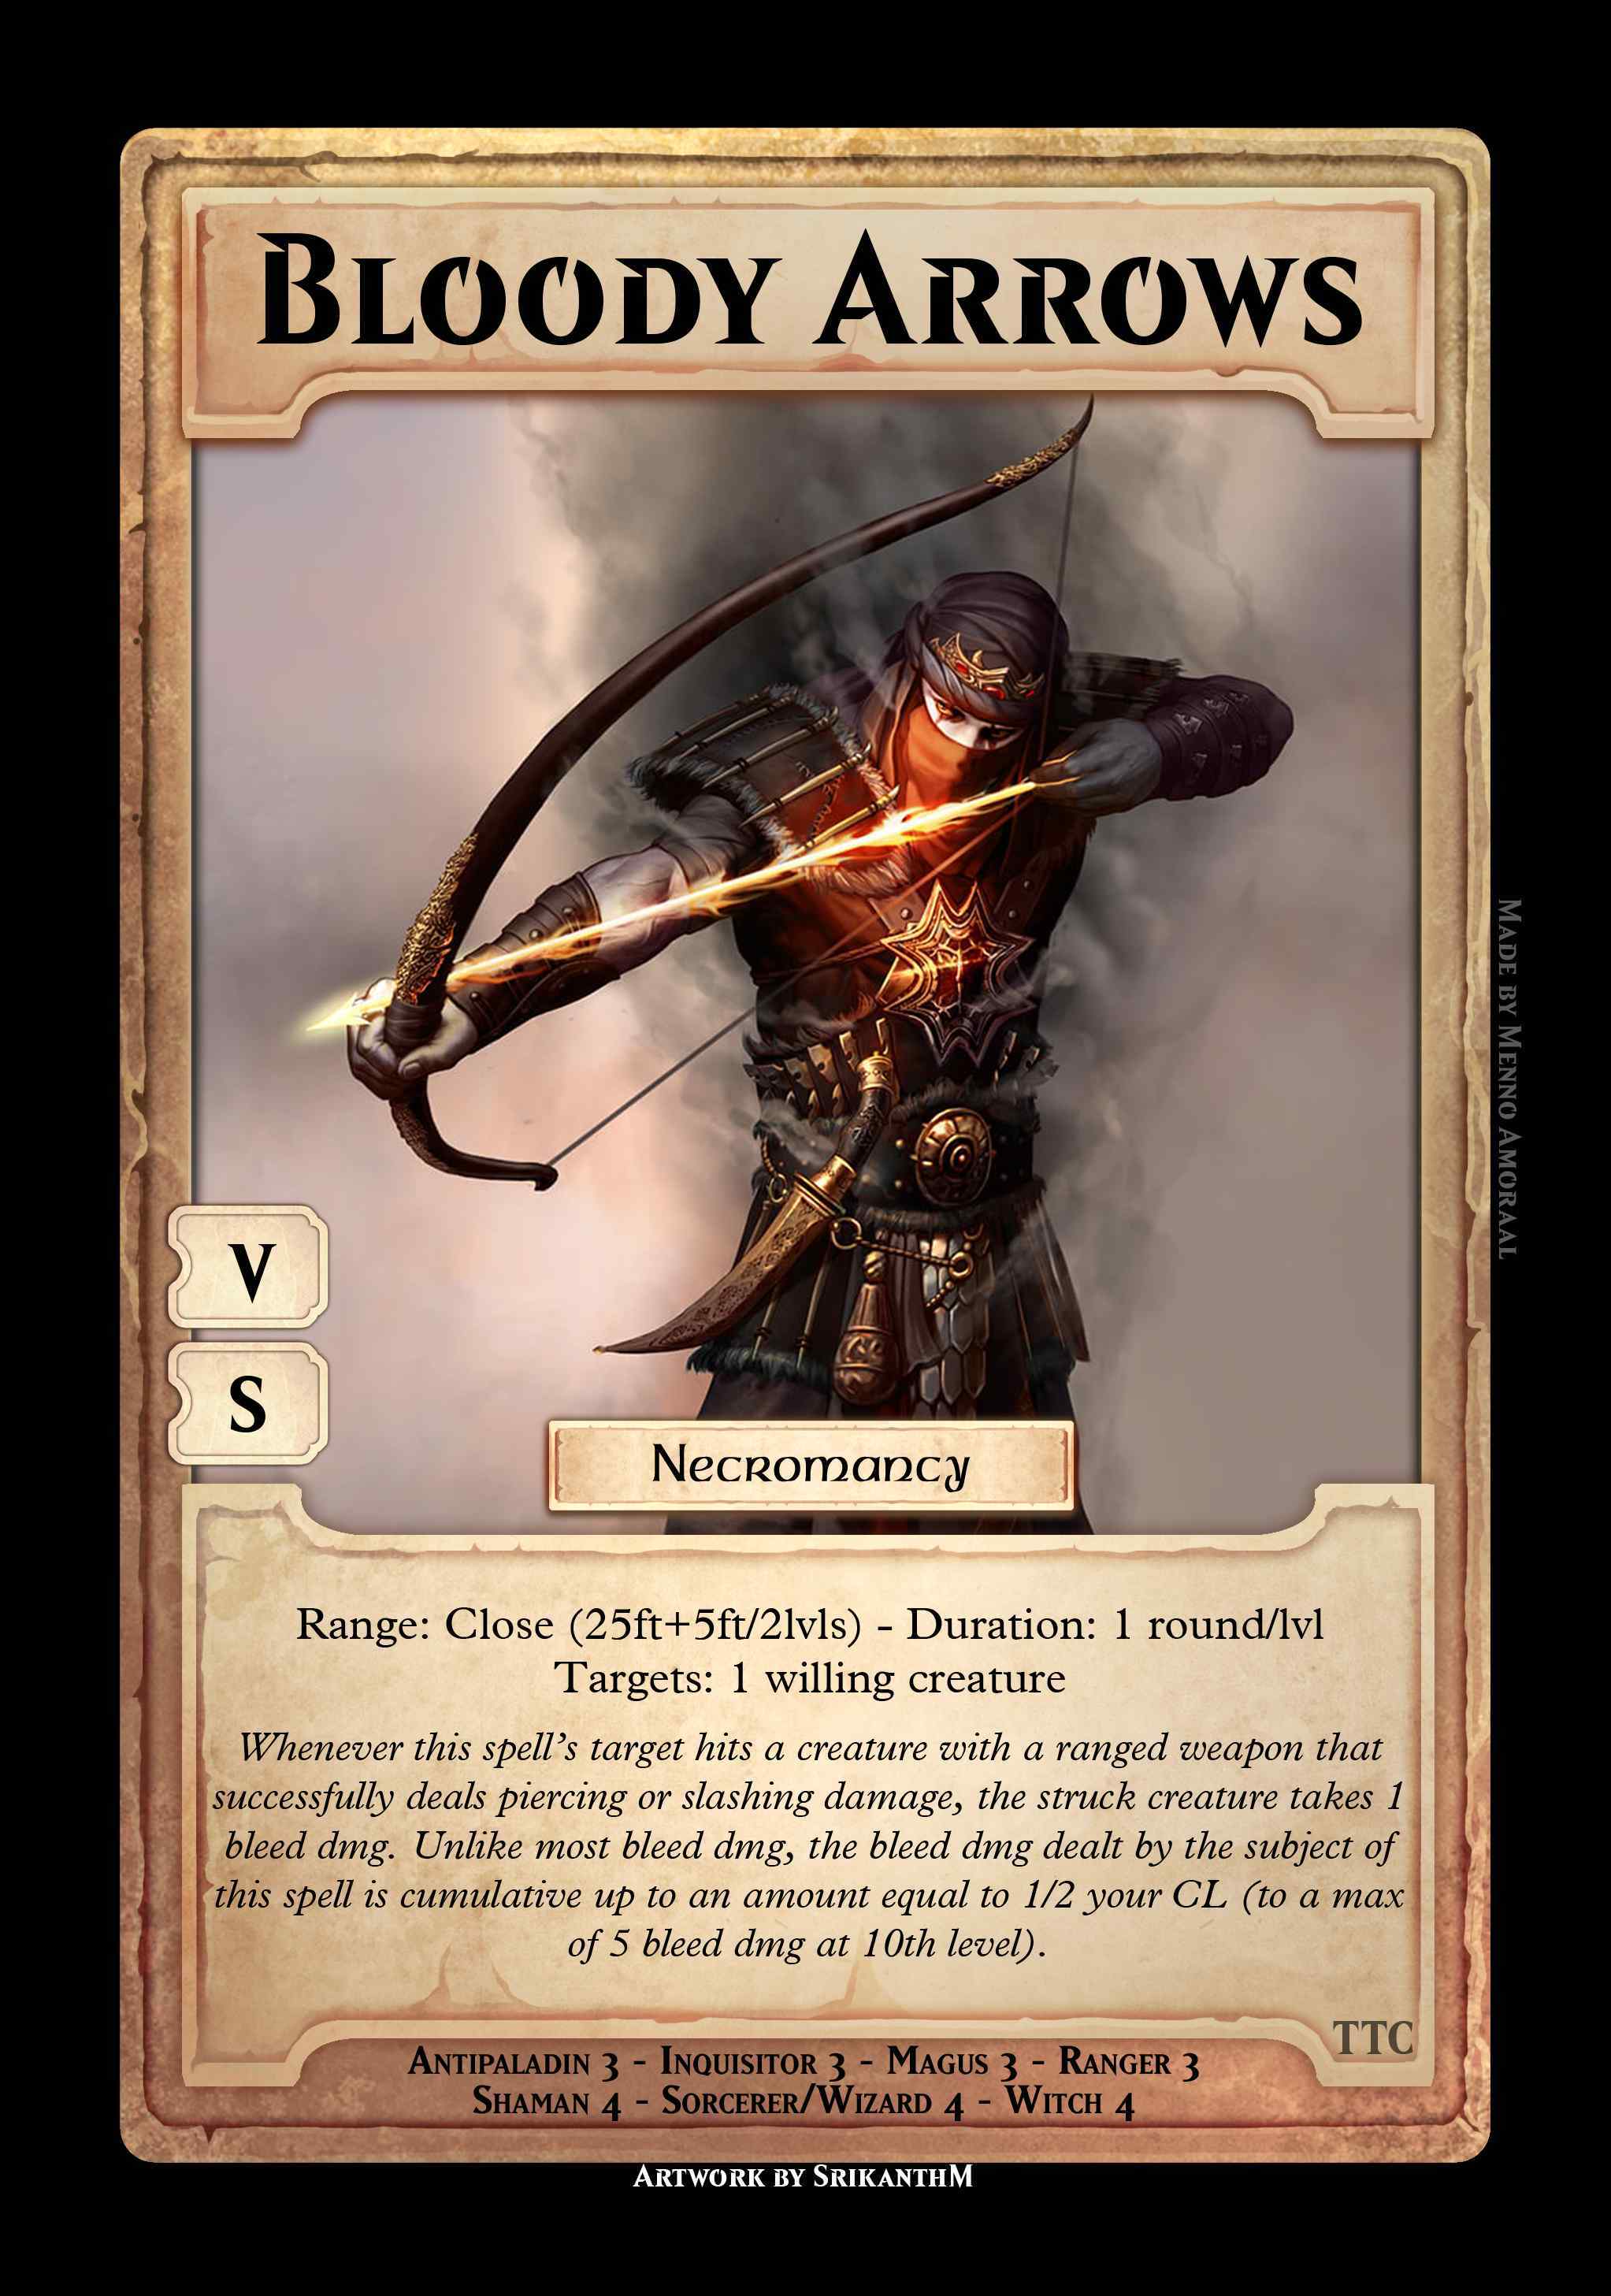 Bloody Arrows
V
S
Necromancy
Range: Close (25ft+5ft/2lvls) - Duration: 1 round/lvl
Targets: 1 willing creature
Whenever this spell's target hits a creature with a ranged weapon that
successfully deals piercing or slashing damage, the struck creature takes 1
bleed dmg. Unlike most bleed dmg, the bleed dmg dealt by the subject of
this spell is cumulative up to an amount equal to 1/2 your CL (to a max
of 5 bleed dmg at 10th level).
TTC
Antipaladin 3 - Inquisitor 3 - Magus 3 - Ranger 3
Shaman 4 - Sorcerer/Wizard 4 - Witch 4
Artwork by SrikanthM
Made by Menno Amoraal